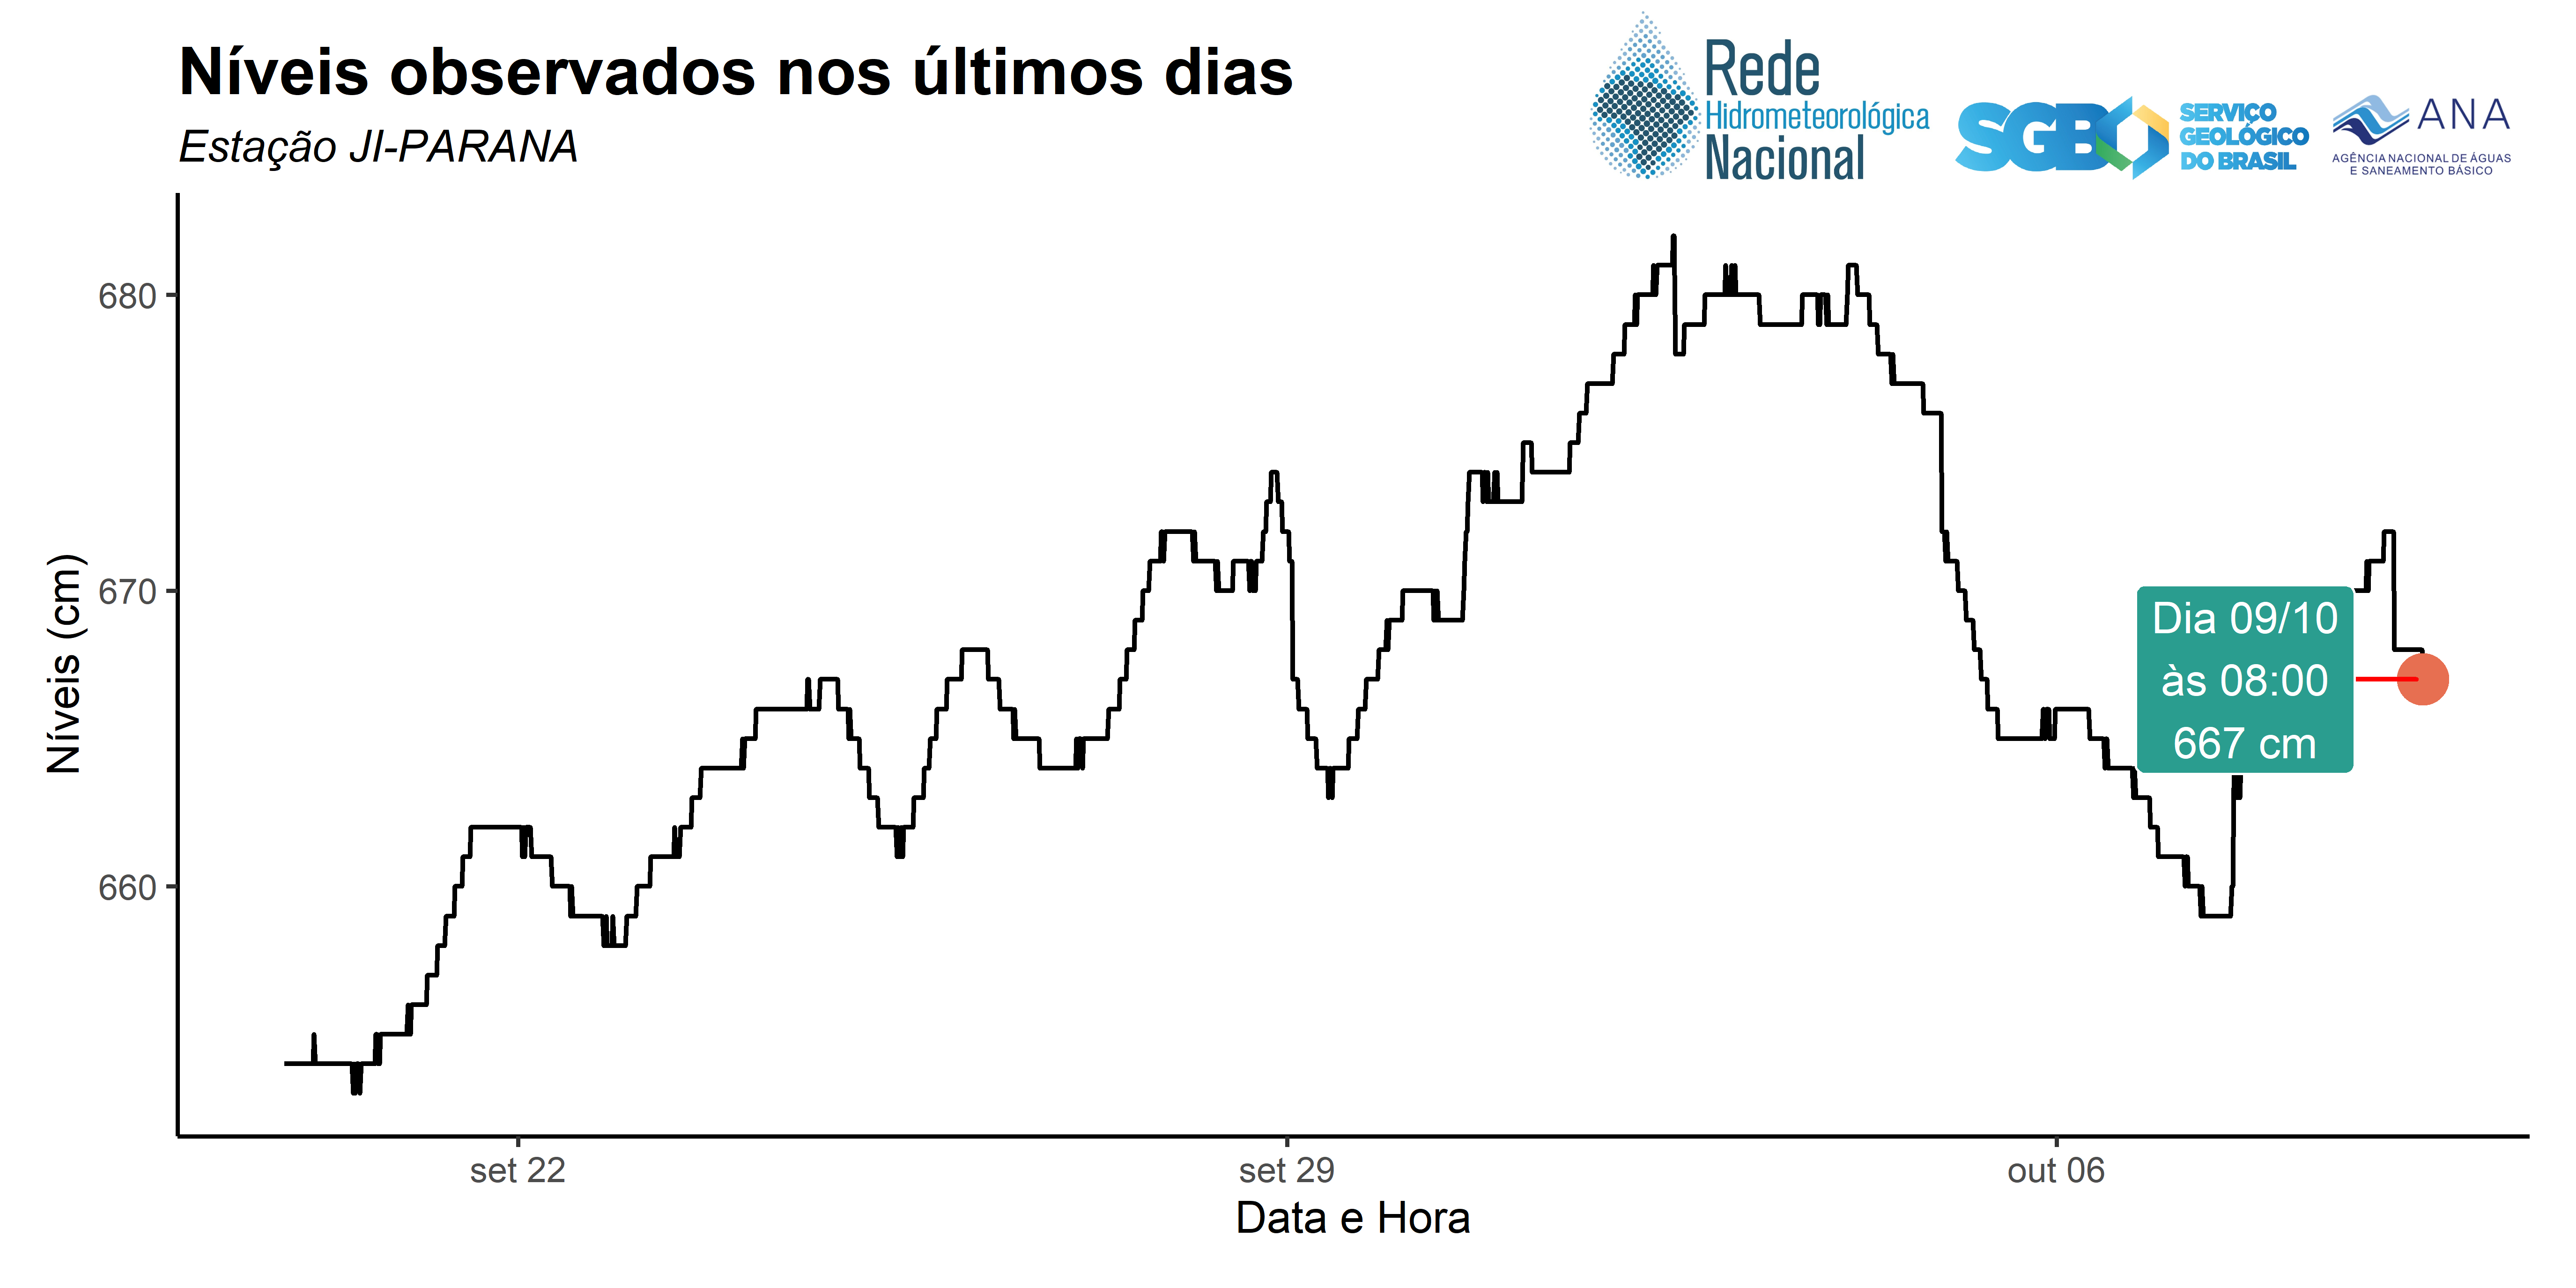 Níveis observados nos últimos dias
Estação JI-PARANA
Rede
Hidrometeorológica
Nacional
SGB
SERVIÇO
GEOLÓGICO
DO BRASIL
ANA
AGÊNCIA NACIONAL DE ÁGUAS
E SANEAMENTO BÁSICO
Níveis (cm)
680
670
660
Dia 09/10
às 08:00
667 cm
set 22
set 29
out 06
Data e Hora